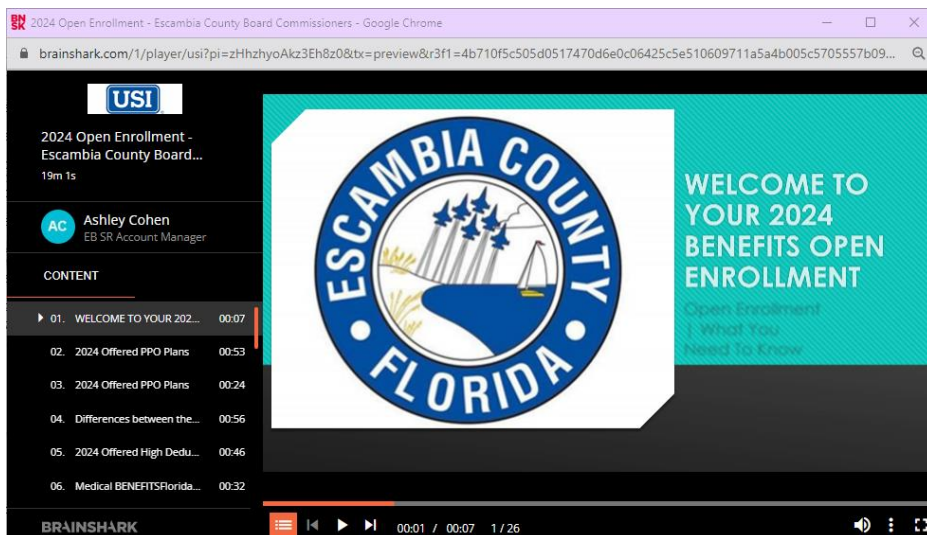 BN SK 2024 Open Enrollment - Escambia County Board Commissioners - Google Chrome
brainshark.com/1/player/usi?pi=zHhzhyoAkz3Eh8z0&tx=preview&r3f1=4b710f5c505d0517470d6e0c06425c5e510609711a5a4b005c5705557b09...
USI
2024 Open Enrollment -
Escambia County Board...
19m 1s
AC
Ashley Cohen
EB SR Account Manager
CONTENT
01. WELCOME TO YOUR 202... 00:07
02. 2024 Offered PPO Plans 00:53
03. 2024 Offered PPO Plans 00:24
04. Differences between the... 00:56
05. 2024 Offered High Dedu... 00:46
06. Medical BENEFITSFlorida... 00:32
BRAINSHARK
ESCAMBIA COUNTY
FLORIDA
WELCOME TO
YOUR 2024
BENEFITS OPEN
ENROLLMENT
Open Enrollment
| What You
Need To Know
00:01 / 00:07 1/26